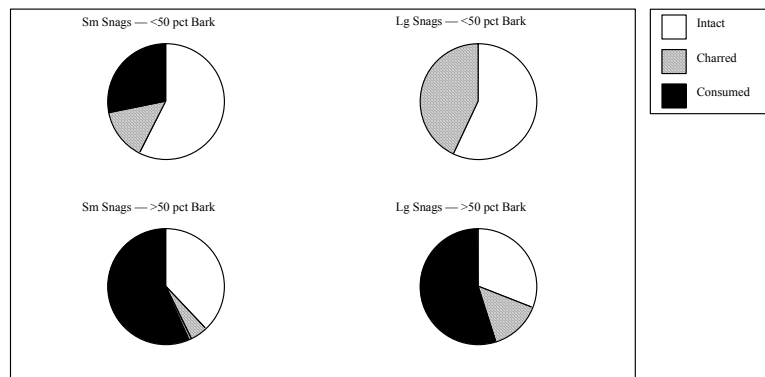 Sm Snags — <50 pct Bark
Lg Snags — <50 pct Bark
Intact
Charred
Consumed
Sm Snags — >50 pct Bark
Lg Snags — >50 pct Bark